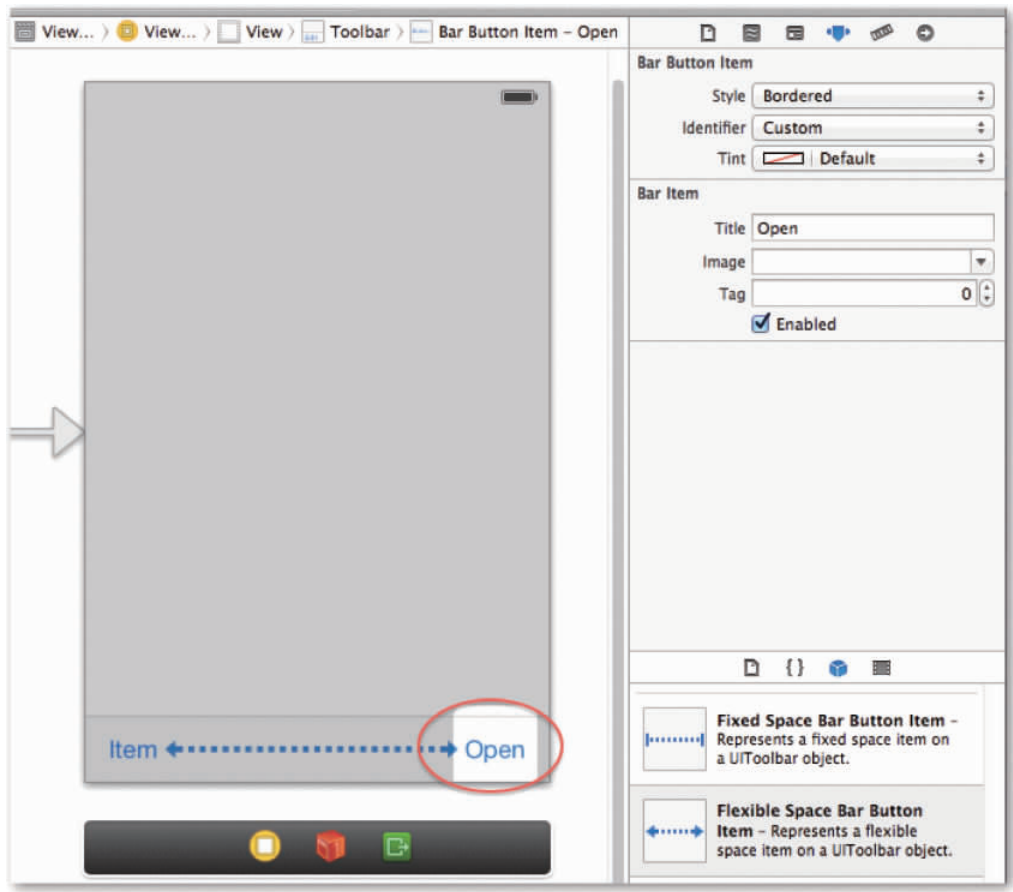 View... 〉 View... 〉 View 〉 Toolbar 〉 Bar Button Item – Open
Bar Button Item
Style Bordered
Identifier Custom
Tint Default
Bar Item
Title Open
Image
Tag 0
Enabled
Item Open
{ }
Fixed Space Bar Button Item –
Represents a fixed space item on
a UIToolbar object.
Flexible Space Bar Button
Item – Represents a flexible
space item on a UIToolbar object.